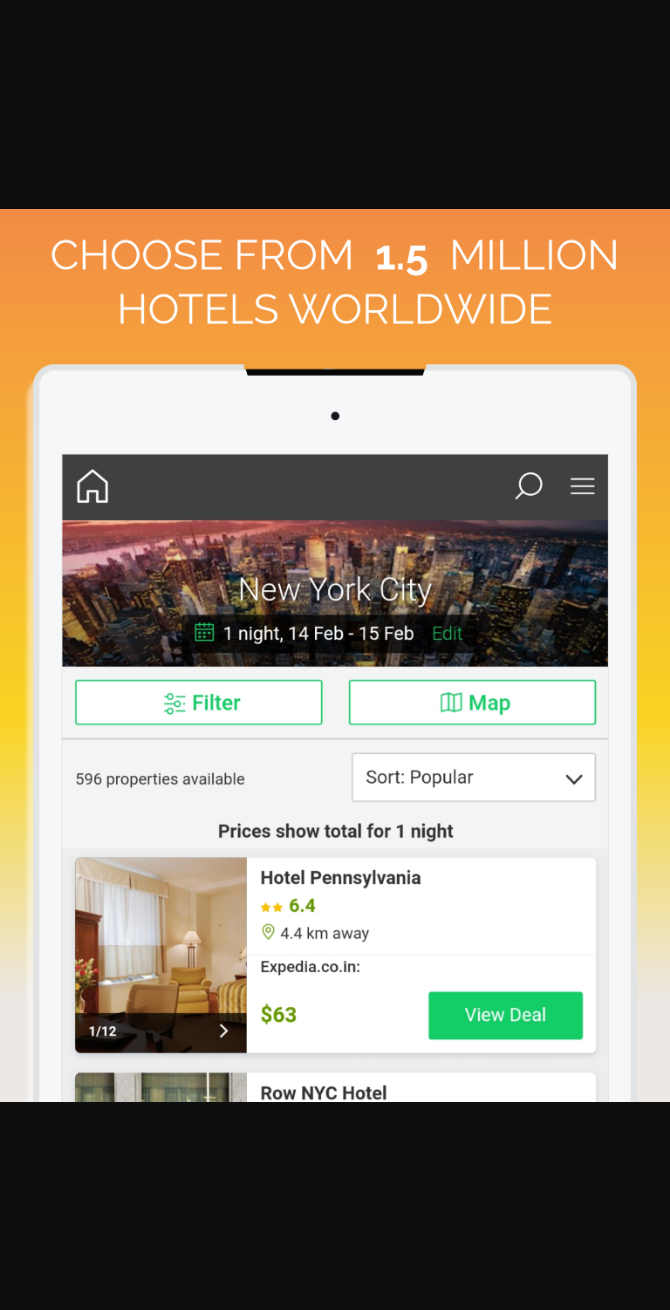 CHOOSE FROM 1.5 MILLION
HOTELS WORLDWIDE
New York City
1 night, 14 Feb - 15 Feb Edit
Filter
Map
596 properties available
Sort: Popular
Prices show total for 1 night
Hotel Pennsylvania
6.4
4.4 km away
Expedia.co.in:
$63
View Deal
1/12
Row NYC Hotel